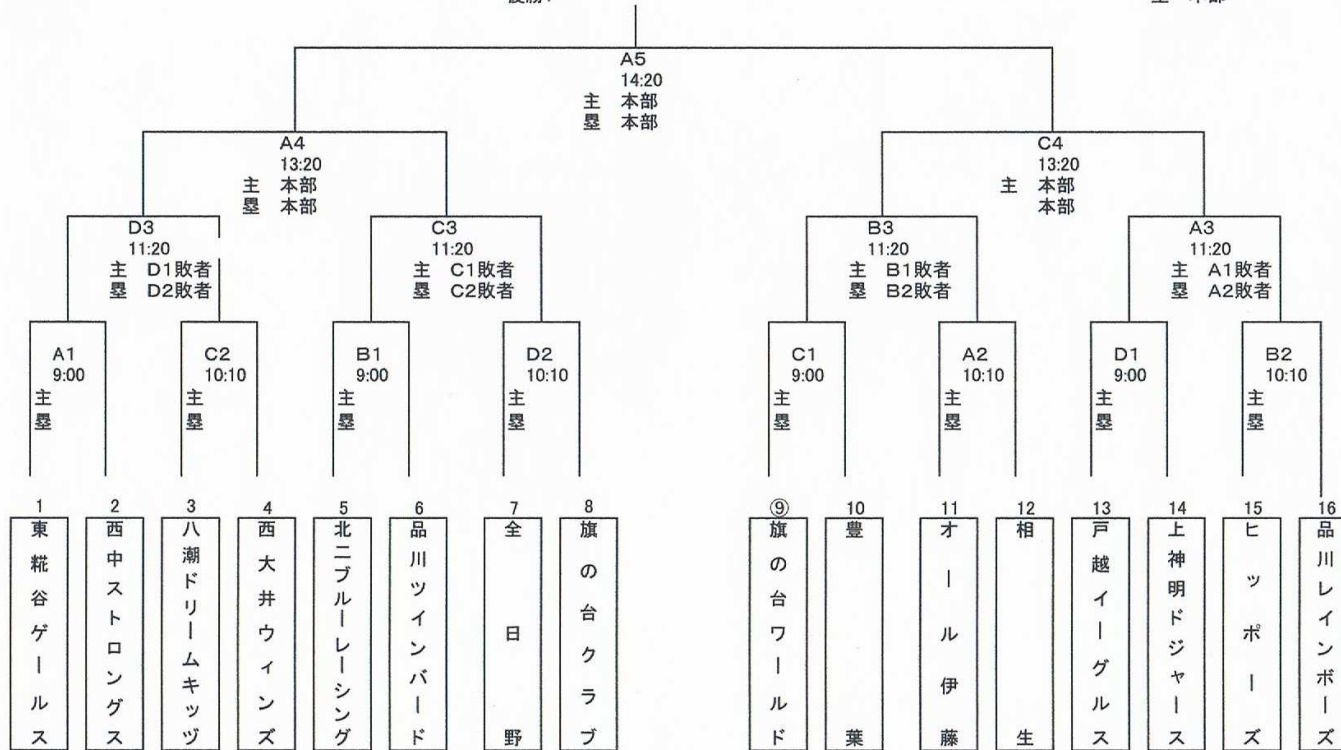 A5
14:20
主 本部
塁 本部
A4
13:20
主 本部
塁 本部
C4
13:20
主 本部
本部
D3
11:20
主 D1敗者
塁 D2敗者
C3
11:20
主 C1敗者
塁 C2敗者
B3
11:20
主 B1敗者
塁 B2敗者
A3
11:20
主 A1敗者
塁 A2敗者
A1
9:00
主
塁
C2
10:10
主
塁
B1
9:00
主
塁
D2
10:10
主
塁
C1
9:00
主
塁
A2
10:10
主
塁
D1
9:00
主
塁
B2
10:10
主
塁
1
東糀谷ゲールス
2
西中ストロングス
3
八潮ドリームキッヅ
4
西大井ウィンズ
5
北二ブルーレーシング
6
品川ツインバード
7
全日野
8
旗の台クラブ
⑨
旗の台ワールド
10
豊葉
11
オール伊藤
12
相生
13
戸越イーグルス
14
上神明ドジャース
15
ヒッポーズ
16
品川レインボーズ